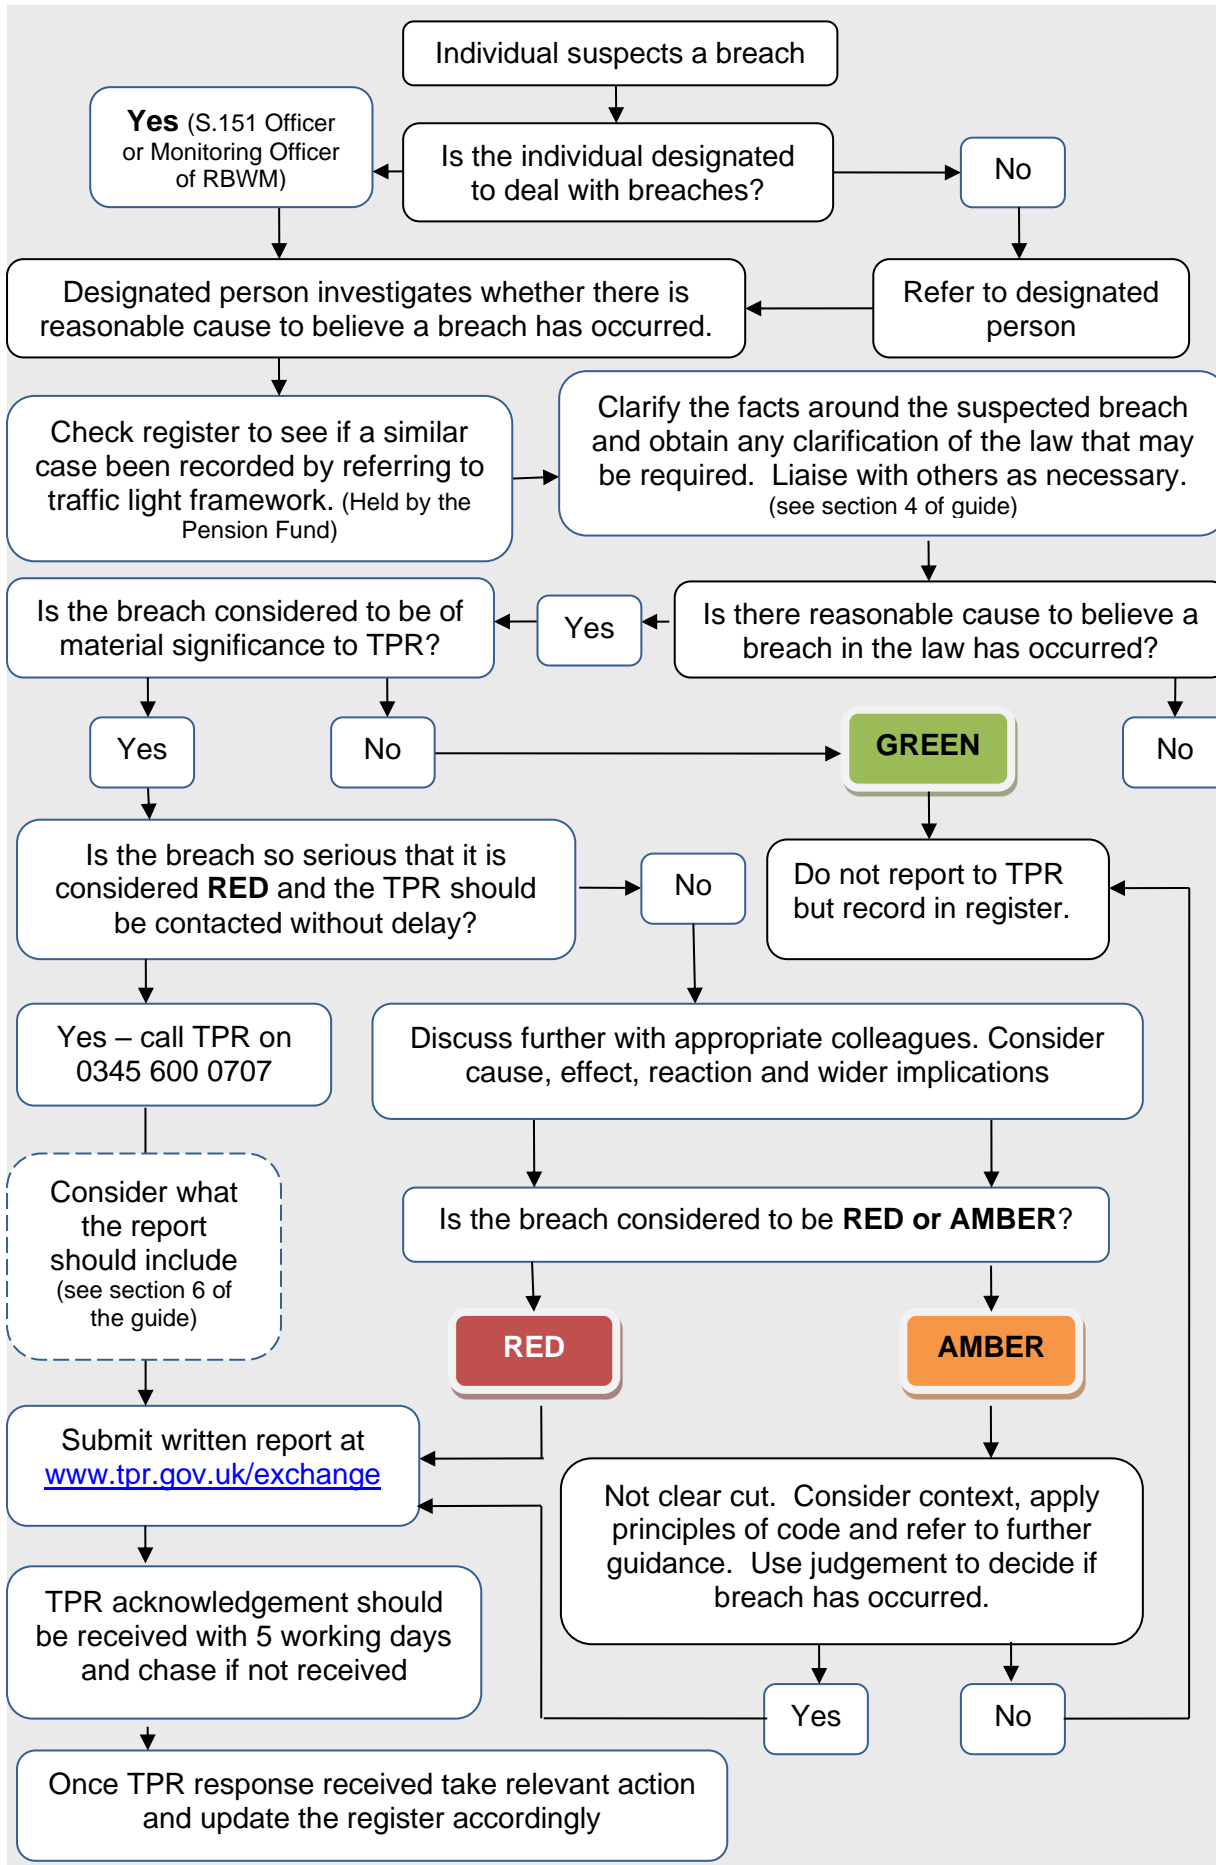 Individual suspects a breach
Yes (S.151 Officer
or Monitoring Officer
of RBWM)
Is the individual designated
to deal with breaches?
No
Designated person investigates whether there is
reasonable cause to believe a breach has occurred.
Refer to designated
person
Check register to see if a similar
case been recorded by referring to
traffic light framework. (Held by the
Pension Fund)
Clarify the facts around the suspected breach
and obtain any clarification of the law that may
be required.  Liaise with others as necessary.
(see section 4 of guide)
Is the breach considered to be of
material significance to TPR?
Yes
Is there reasonable cause to believe a
breach in the law has occurred?
Yes
No
GREEN
No
Is the breach so serious that it is
considered RED and the TPR should
be contacted without delay?
No
Do not report to TPR
but record in register.
Yes – call TPR on
0345 600 0707
Discuss further with appropriate colleagues. Consider
cause, effect, reaction and wider implications
Consider what
the report
should include
(see section 6 of
the guide)
Is the breach considered to be RED or AMBER?
RED
AMBER
Submit written report at
www.tpr.gov.uk/exchange
Not clear cut.  Consider context, apply
principles of code and refer to further
guidance.  Use judgement to decide if
breach has occurred.
TPR acknowledgement should
be received with 5 working days
and chase if not received
Yes
No
Once TPR response received take relevant action
and update the register accordingly